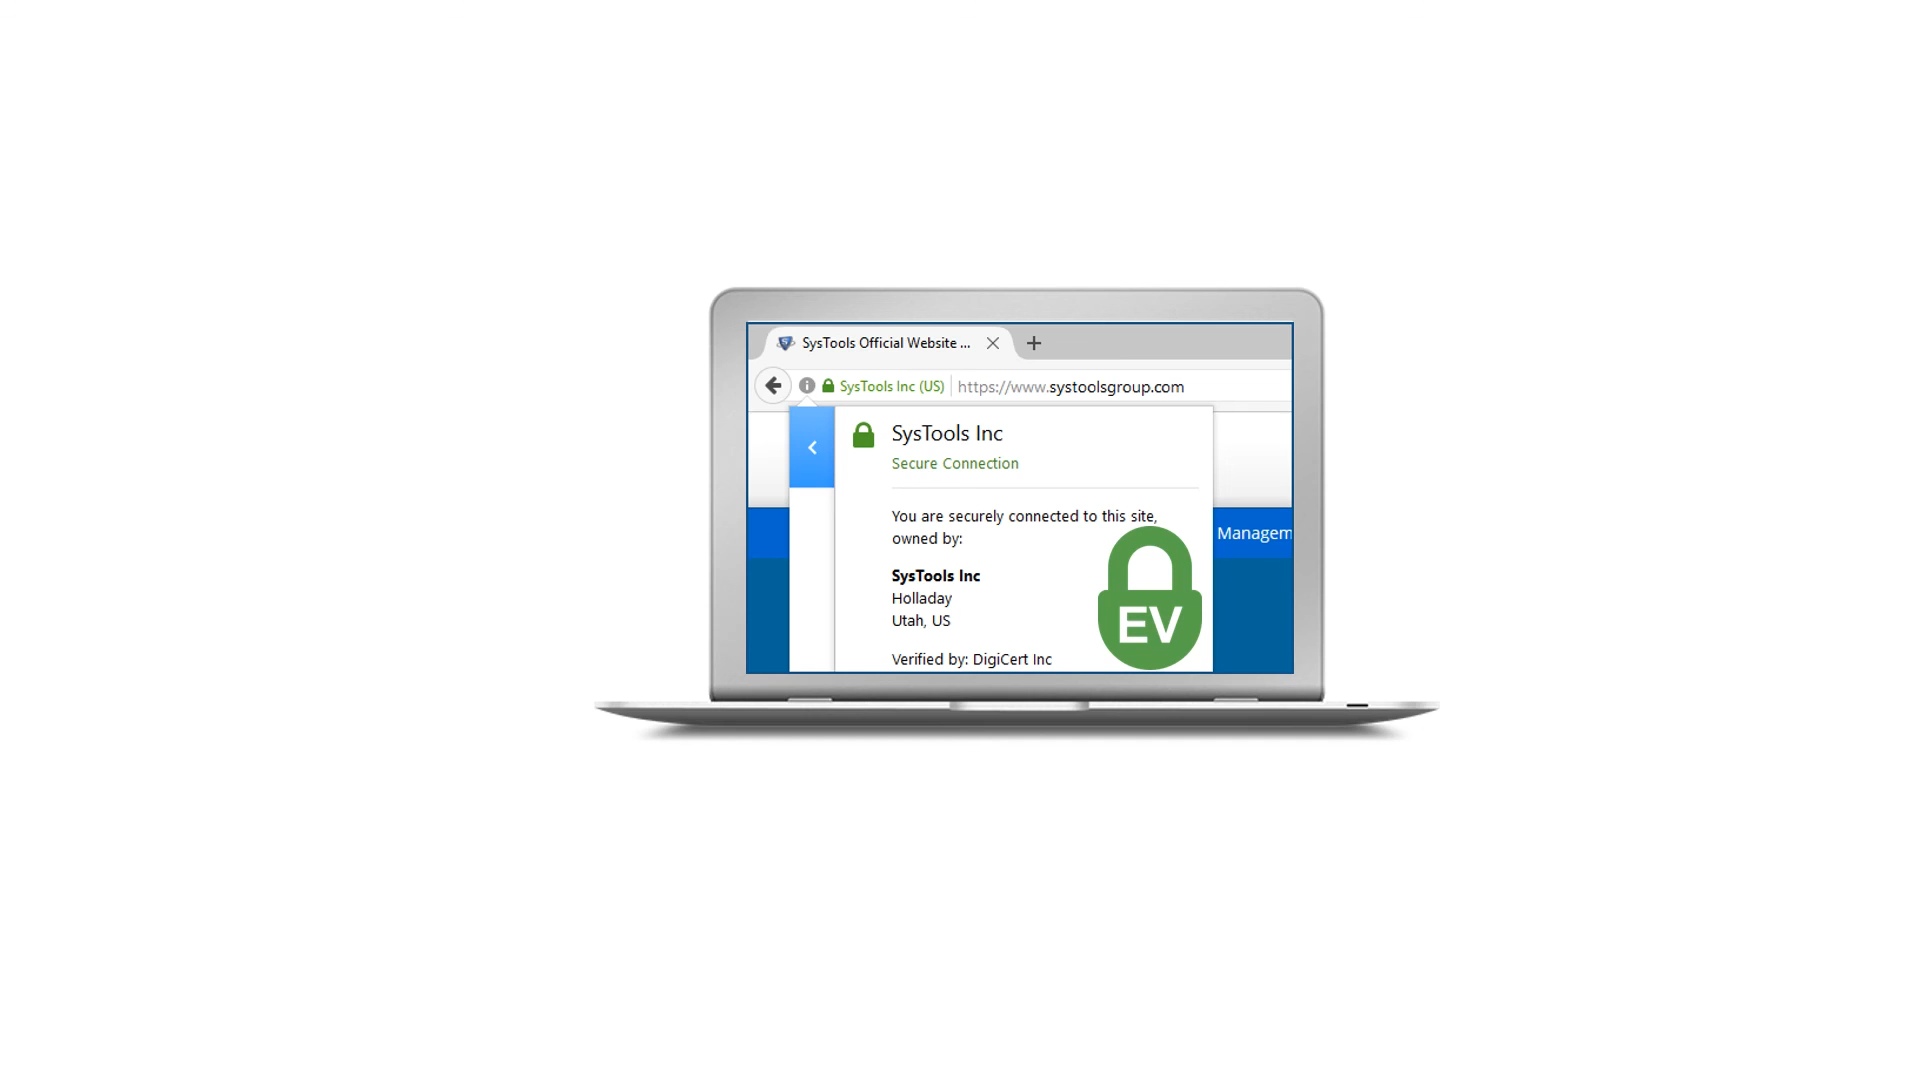 SysTools Official Website ...
SysTools Inc (US) https://www.systoolsgroup.com
SysTools Inc
Secure Connection
You are securely connected to this site,
owned by:
Managem
SysTools Inc
Holladay
Utah, US
EV
Verified by: DigiCert Inc